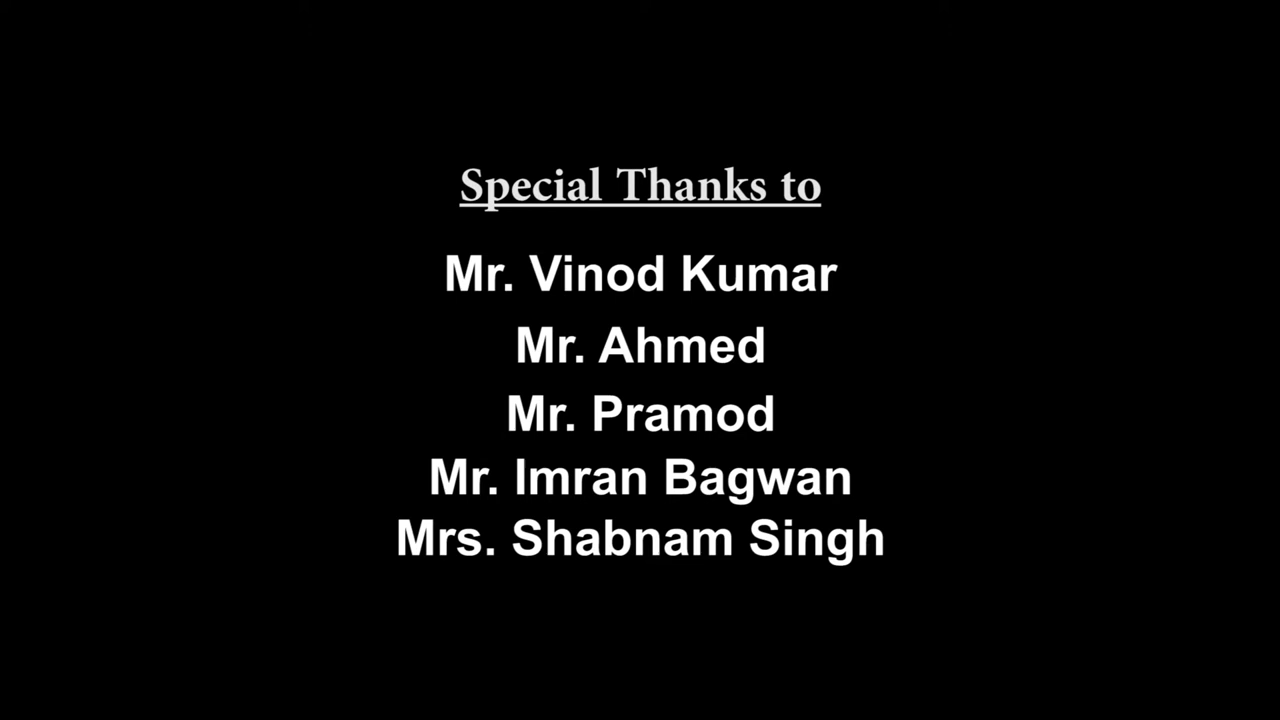 Special Thanks to
Mr. Vinod Kumar
Mr. Ahmed
Mr. Pramod
Mr. Imran Bagwan
Mrs. Shabnam Singh